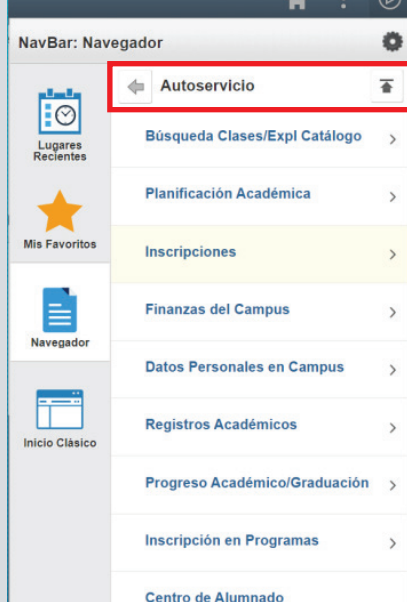 NavBar: Navegador
Autoservicio
Lugares
Recientes
Mis Favoritos
Navegador
Inicio Clásico
Búsqueda Clases/Expl Catálogo
Planificación Académica
Inscripciones
Finanzas del Campus
Datos Personales en Campus
Registros Académicos
Progreso Académico/Graduación
Inscripción en Programas
Centro de Alumnado